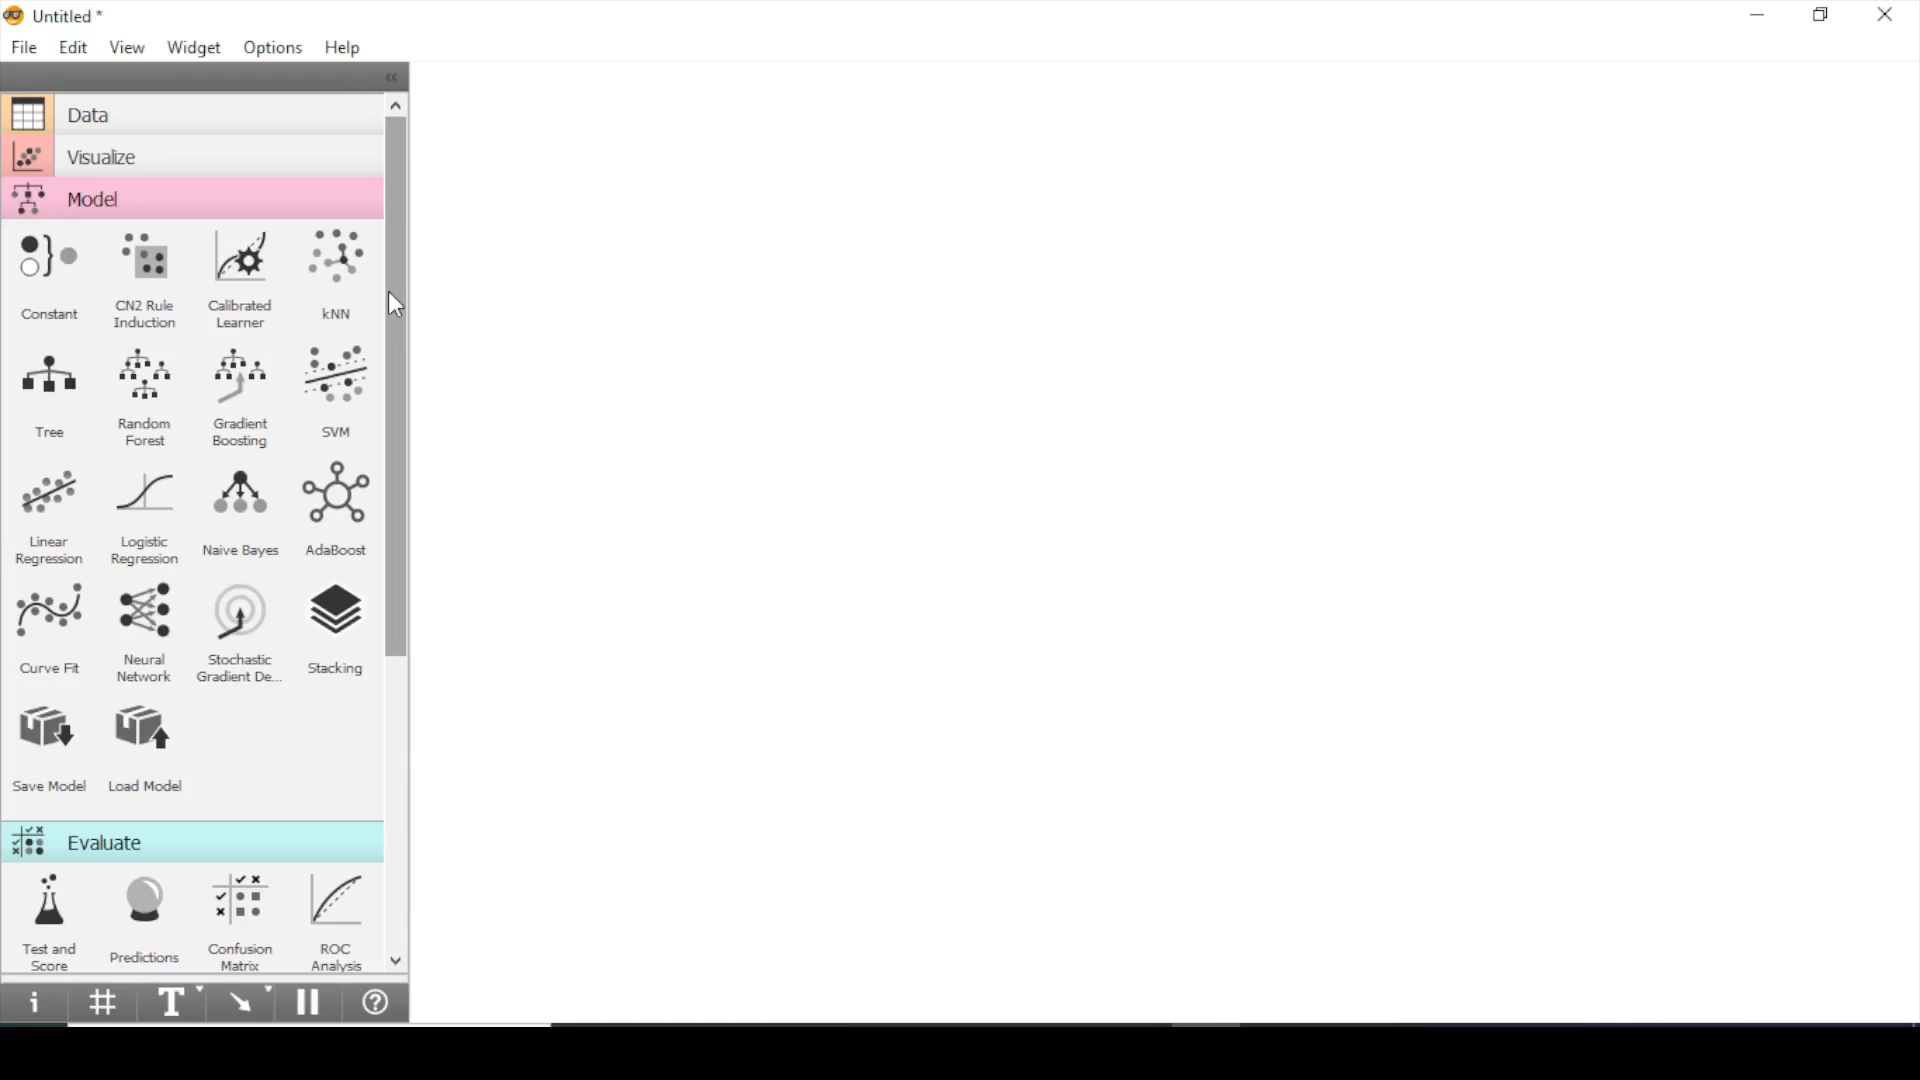 Untitled *
File Edit View Widget Options Help
Data
Visualize
Model
Constant
CN2 Rule
Induction
Calibrated
Learner
kNN
Tree
Random
Forest
Gradient
Boosting
SVM
Linear
Regression
Logistic
Regression
Naive Bayes
AdaBoost
Curve Fit
Neural
Network
Stochastic
Gradient De...
Stacking
Save Model
Load Model
Evaluate
Test and
Score
Predictions
Confusion
Matrix
ROC
Analysis